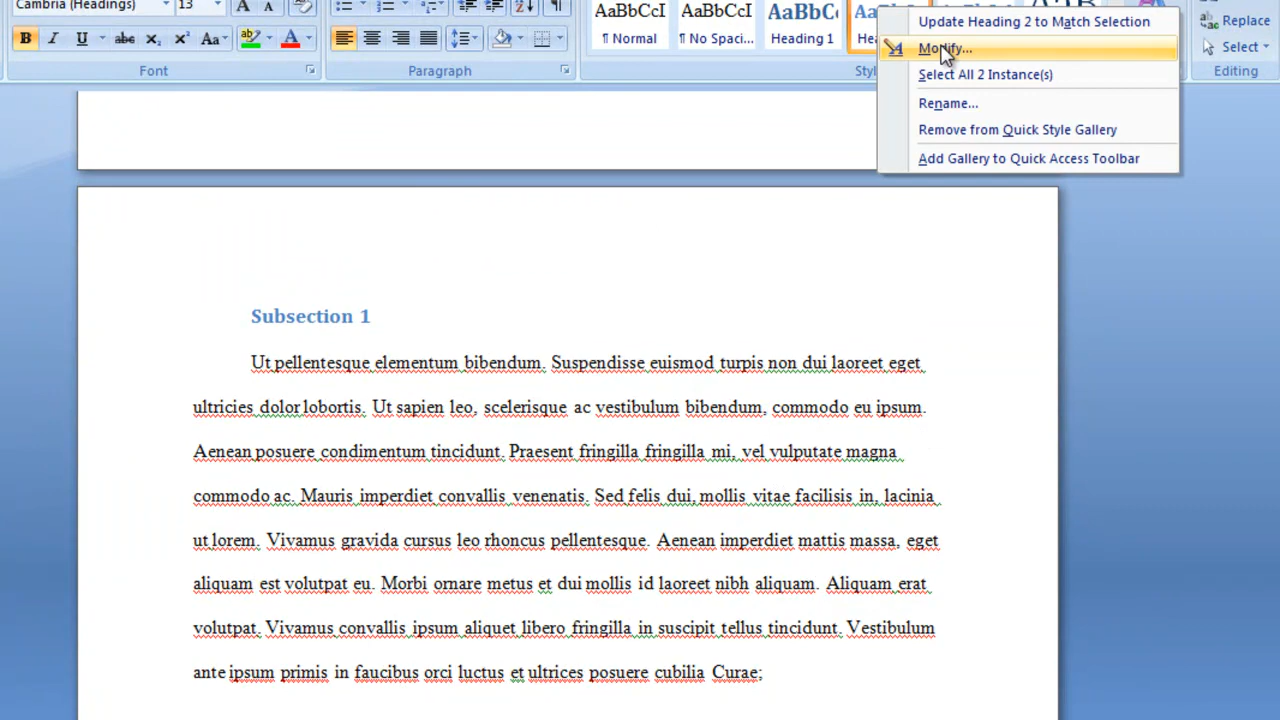 Cambria (Headings) 13
AaBbCcI AaBbCcI AaBbCc
B I U abc x₂ x² Aa A
¶ Normal ¶ No Spaci... Heading 1
Font Paragraph
Update Heading 2 to Match Selection
Modify...
Select All 2 Instance(s)
Rename...
Remove from Quick Style Gallery
Add Gallery to Quick Access Toolbar
Replace
Select
Editing
Subsection 1
Ut pellentesque elementum bibendum. Suspendisse euismod turpis non dui laoreet eget
ultricies dolor lobortis. Ut sapien leo, scelerisque ac vestibulum bibendum, commodo eu ipsum.
Aenean posuere condimentum tincidunt. Praesent fringilla fringilla mi, vel vulputate magna
commodo ac. Mauris imperdiet convallis venenatis. Sed felis dui, mollis vitae facilisis in, lacinia
ut lorem. Vivamus gravida cursus leo rhoncus pellentesque. Aenean imperdiet mattis massa, eget
aliquam est volutpat eu. Morbi ornare metus et dui mollis id laoreet nibh aliquam. Aliquam erat
volutpat. Vivamus convallis ipsum aliquet libero fringilla in suscipit tellus tincidunt. Vestibulum
ante ipsum primis in faucibus orci luctus et ultrices posuere cubilia Curae;